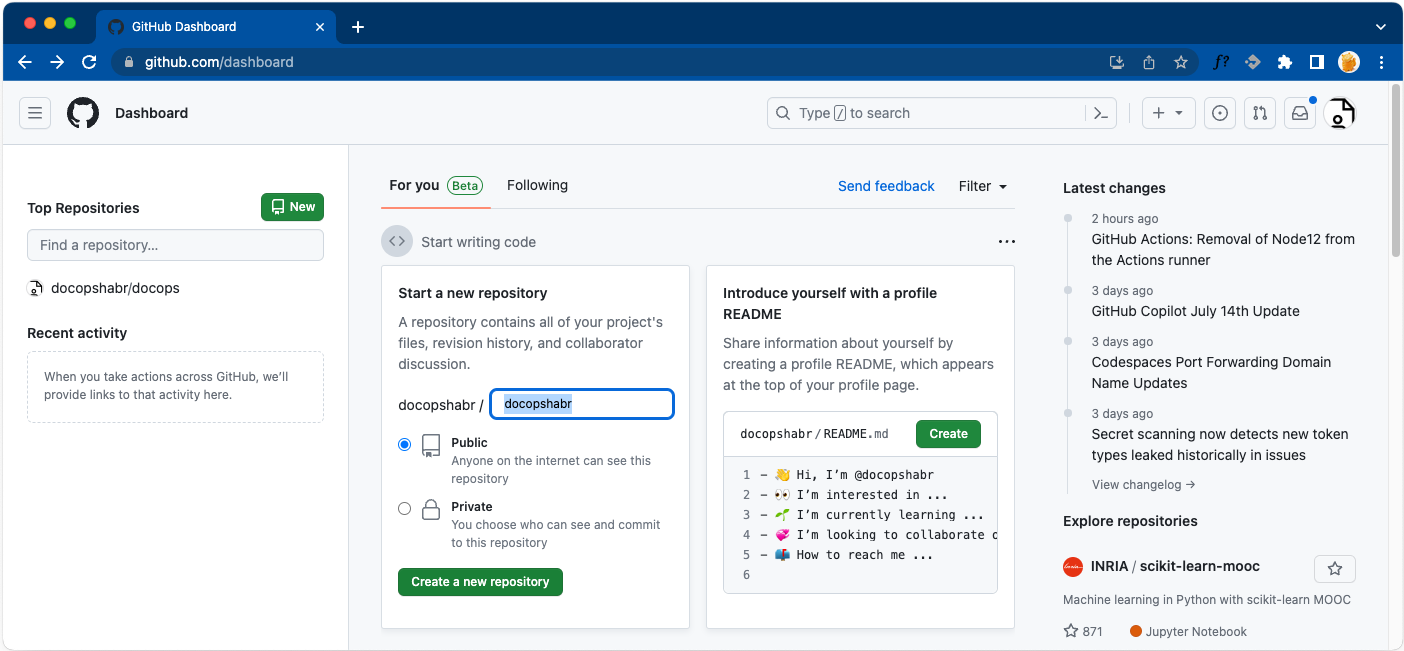 GitHub Dashboard
github.com/dashboard
f?
Dashboard
Type / to search
Top Repositories
New
Find a repository...
docopshabr/docops
Recent activity
When you take actions across GitHub, we’ll
provide links to that activity here.
For you Beta Following
Send feedback Filter
Start writing code
Start a new repository
A repository contains all of your project's
files, revision history, and collaborator
discussion.
docopshabr / docopshabr
Public
Anyone on the internet can see this
repository
Private
You choose who can see and commit
to this repository
Create a new repository
Introduce yourself with a profile
README
Share information about yourself by
creating a profile README, which appears
at the top of your profile page.
docopshabr/README.md Create
1 – 👋 Hi, I’m @docopshabr
2 – 👀 I’m interested in ...
3 – 🌱 I’m currently learning ...
4 – 💞️ I’m looking to collaborate o
5 – 📫 How to reach me ...
6
Latest changes
2 hours ago
GitHub Actions: Removal of Node12 from
the Actions runner
3 days ago
GitHub Copilot July 14th Update
3 days ago
Codespaces Port Forwarding Domain
Name Updates
3 days ago
Secret scanning now detects new token
types leaked historically in issues
View changelog →
Explore repositories
INRIA / scikit-learn-mooc
Machine learning in Python with scikit-learn MOOC
871 Jupyter Notebook